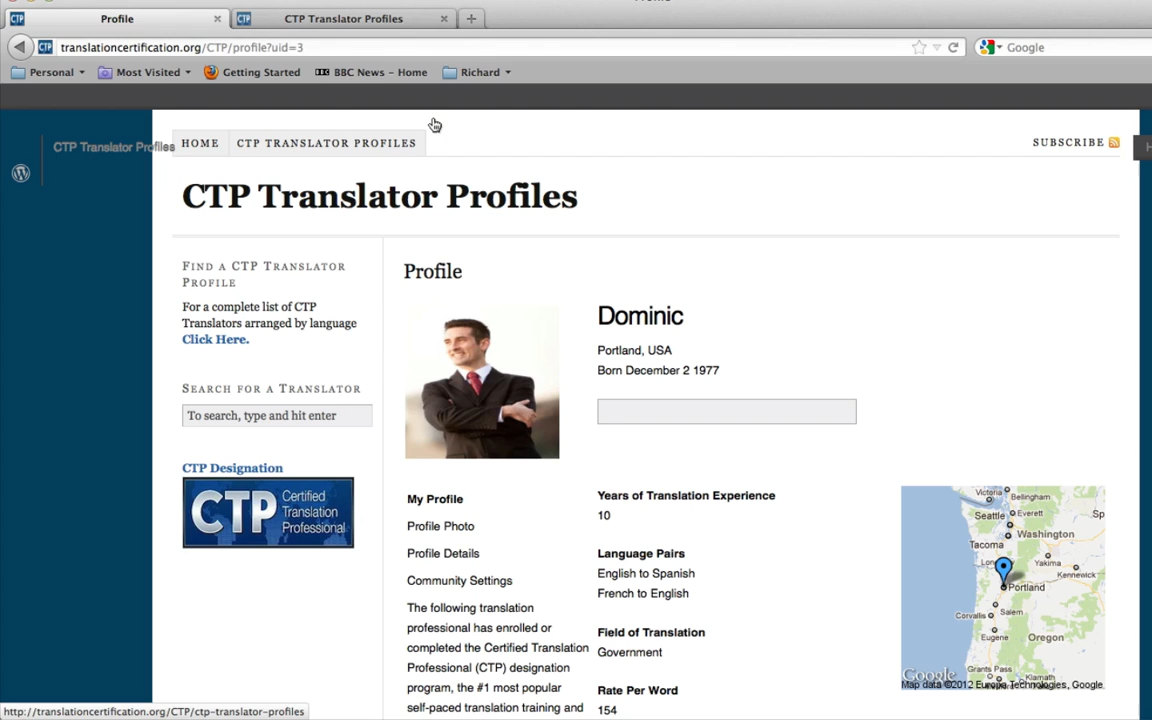 Profile
CTP Translator Profiles
translationcertification.org/CTP/profile?uid=3
Google
Personal
Most Visited
Getting Started
BBC News – Home
Richard
CTP Translator Profiles
HOME
CTP TRANSLATOR PROFILES
SUBSCRIBE
H
CTP Translator Profiles
FIND A CTP TRANSLATOR
PROFILE
For a complete list of CTP
Translators arranged by language
Click Here.
SEARCH FOR A TRANSLATOR
To search, type and hit enter
CTP Designation
CTP Certified
Translation
Professional
Profile
Dominic
Portland, USA
Born December 2 1977
My Profile
Profile Photo
Profile Details
Community Settings
The following translation
professional has enrolled or
completed the Certified Translation
Professional (CTP) designation
program, the #1 most popular
self-paced translation training and
Years of Translation Experience
10
Language Pairs
English to Spanish
French to English
Field of Translation
Government
Rate Per Word
154
Victoria
Bellingham
Seattle
Everett
Sp
Tacoma
Washington
Yakima
Kennewick
Portland
Salem
Corvallis
Eugene
Oregon
Grants Pass
Klamath
Falls
Google
Map data ©2012 Europa Technologies, Google
http://translationcertification.org/CTP/ctp-translator-profiles